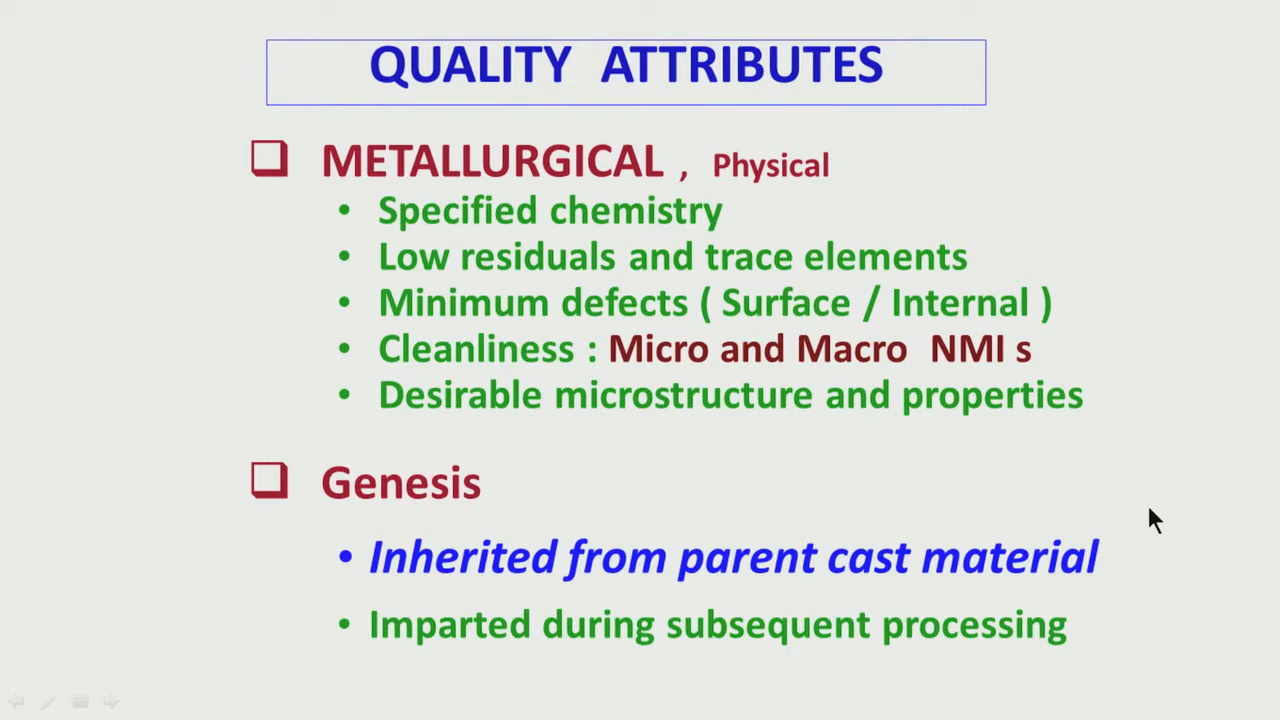 QUALITY ATTRIBUTES
❑ METALLURGICAL , Physical
• Specified chemistry
• Low residuals and trace elements
• Minimum defects ( Surface / Internal )
• Cleanliness : Micro and Macro NMI s
• Desirable microstructure and properties
❑ Genesis
• Inherited from parent cast material
• Imparted during subsequent processing